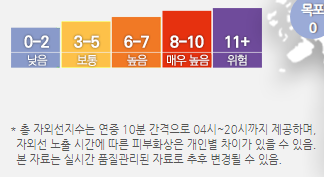 목포
0
0-2 3-5 6-7 8-10 11+
낮음 보통 높음 매우 높음 위험
* 총 자외선지수는 연중 10분 간격으로 04시~20시까지 제공하며,
자외선 노출 시간에 따른 피부화상은 개인별 차이가 있을 수 있음.
본 자료는 실시간 품질관리된 자료로 추후 변경될 수 있음.